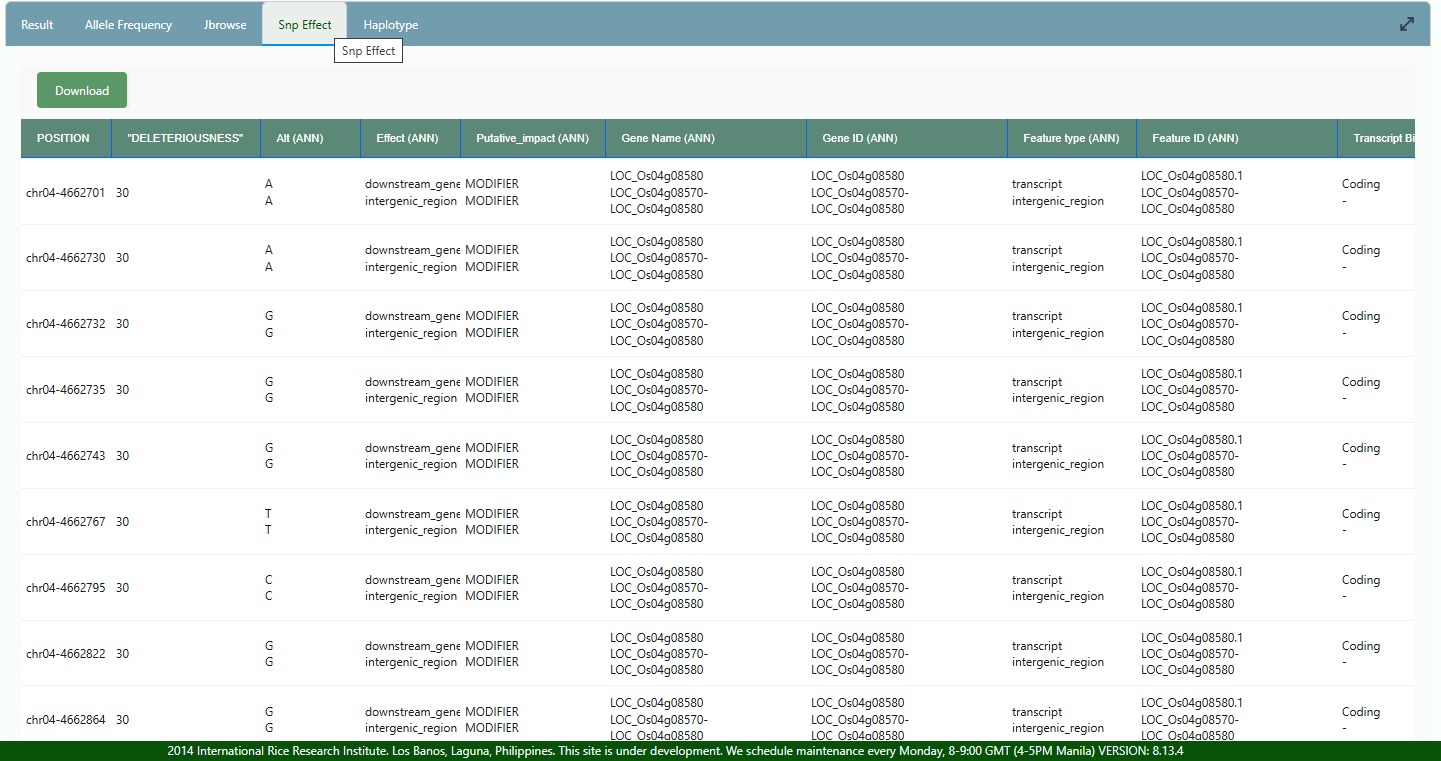 Result Allele Frequency Jbrowse Snp Effect Haplotype
Snp Effect
Download
POSITION "DELETERIOUSNESS" Alt (ANN) Effect (ANN) Putative_impact (ANN) Gene Name (ANN) Gene ID (ANN) Feature type (ANN) Feature ID (ANN) Transcript Bi
LOC_Os04g08580 LOC_Os04g08580 LOC_Os04g08580.1
A downstream_gene MODIFIER transcript Coding
chr04-4662701 30 LOC_Os04g08570- LOC_Os04g08570- LOC_Os04g08570-
A intergenic_region MODIFIER intergenic_region -
LOC_Os04g08580 LOC_Os04g08580 LOC_Os04g08580
LOC_Os04g08580 LOC_Os04g08580 LOC_Os04g08580.1
A downstream_gene MODIFIER transcript Coding
chr04-4662730 30 LOC_Os04g08570- LOC_Os04g08570- LOC_Os04g08570-
A intergenic_region MODIFIER intergenic_region -
LOC_Os04g08580 LOC_Os04g08580 LOC_Os04g08580
LOC_Os04g08580 LOC_Os04g08580 LOC_Os04g08580.1
G downstream_gene MODIFIER transcript Coding
chr04-4662732 30 LOC_Os04g08570- LOC_Os04g08570- LOC_Os04g08570-
G intergenic_region MODIFIER intergenic_region -
LOC_Os04g08580 LOC_Os04g08580 LOC_Os04g08580
LOC_Os04g08580 LOC_Os04g08580 LOC_Os04g08580.1
G downstream_gene MODIFIER transcript Coding
chr04-4662735 30 LOC_Os04g08570- LOC_Os04g08570- LOC_Os04g08570-
G intergenic_region MODIFIER intergenic_region -
LOC_Os04g08580 LOC_Os04g08580 LOC_Os04g08580
LOC_Os04g08580 LOC_Os04g08580 LOC_Os04g08580.1
G downstream_gene MODIFIER transcript Coding
chr04-4662743 30 LOC_Os04g08570- LOC_Os04g08570- LOC_Os04g08570-
G intergenic_region MODIFIER intergenic_region -
LOC_Os04g08580 LOC_Os04g08580 LOC_Os04g08580
LOC_Os04g08580 LOC_Os04g08580 LOC_Os04g08580.1
T downstream_gene MODIFIER transcript Coding
chr04-4662767 30 LOC_Os04g08570- LOC_Os04g08570- LOC_Os04g08570-
T intergenic_region MODIFIER intergenic_region -
LOC_Os04g08580 LOC_Os04g08580 LOC_Os04g08580
LOC_Os04g08580 LOC_Os04g08580 LOC_Os04g08580.1
C downstream_gene MODIFIER transcript Coding
chr04-4662795 30 LOC_Os04g08570- LOC_Os04g08570- LOC_Os04g08570-
C intergenic_region MODIFIER intergenic_region -
LOC_Os04g08580 LOC_Os04g08580 LOC_Os04g08580
LOC_Os04g08580 LOC_Os04g08580 LOC_Os04g08580.1
G downstream_gene MODIFIER transcript Coding
chr04-4662822 30 LOC_Os04g08570- LOC_Os04g08570- LOC_Os04g08570-
G intergenic_region MODIFIER intergenic_region -
LOC_Os04g08580 LOC_Os04g08580 LOC_Os04g08580
LOC_Os04g08580 LOC_Os04g08580 LOC_Os04g08580.1
G downstream_gene MODIFIER transcript Coding
chr04-4662864 30 LOC_Os04g08570- LOC_Os04g08570- LOC_Os04g08570-
G intergenic_region MODIFIER intergenic_region -
LOC_Os04g08580 LOC_Os04g08580 LOC_Os04g08580
2014 International Rice Research Institute. Los Banos, Laguna, Philippines. This site is under development. We schedule maintenance every Monday, 8-9:00 GMT (4-5PM Manila) VERSION: 8.13.4